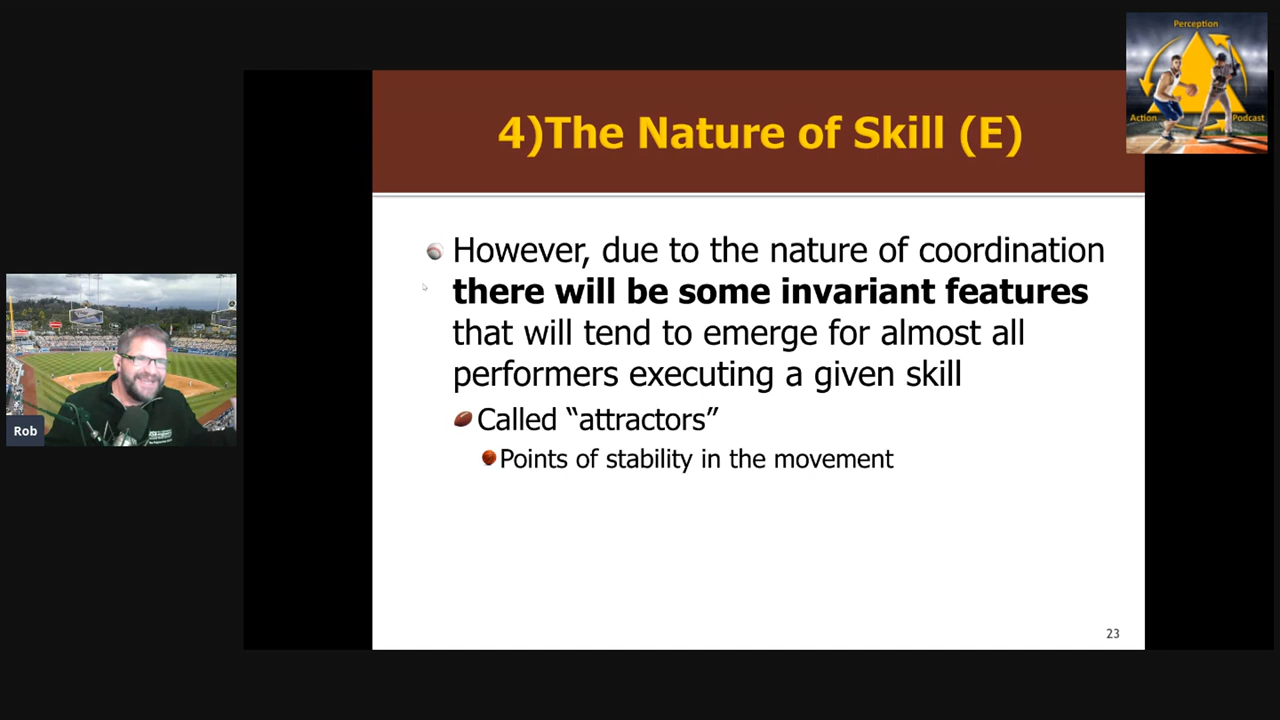 Perception
Action
Podcast
4)The Nature of Skill (E)
However, due to the nature of coordination
there will be some invariant features
that will tend to emerge for almost all
performers executing a given skill
Called “attractors”
Points of stability in the movement
23
Rob